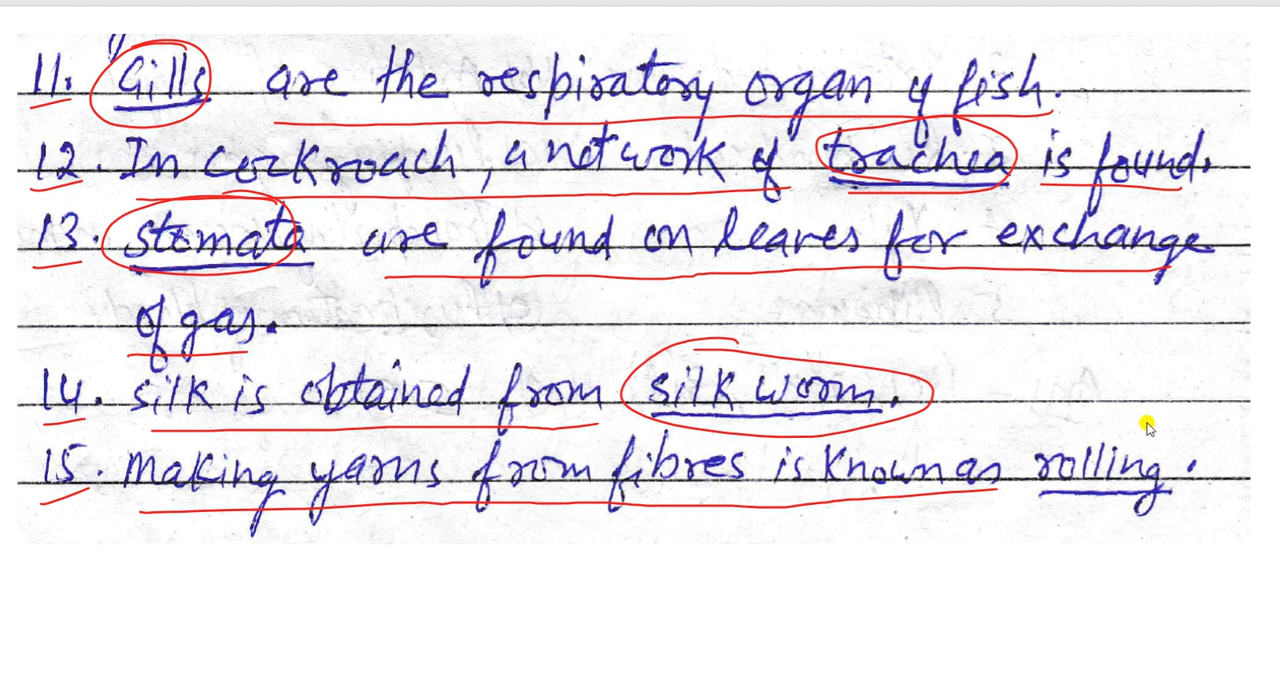 11. Gills are the respiratory organ of fish.
12. In cockroach, a network of trachea is found.
13. stomata are found on leaves for exchange
of gas.
14. silk is obtained from silk worm.
15. Making yarns from fibres is known as rolling.